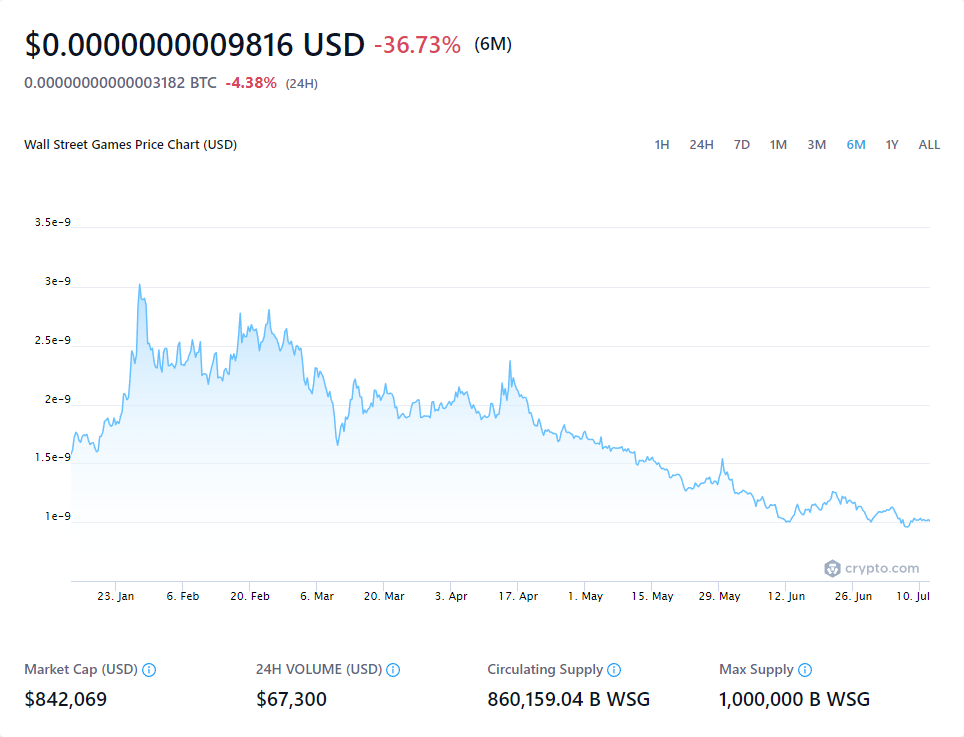 $0.0000000009816 USD -36.73% (6M)
0.00000000000003182 BTC -4.38% (24H)
Wall Street Games Price Chart (USD) 1H 24H 7D 1M 3M 6M 1Y ALL
3.5e-9
3e-9
2.5e-9
2e-9
1.5e-9
1e-9
crypto.com
23. Jan 6. Feb 20. Feb 6. Mar 20. Mar 3. Apr 17. Apr 1. May 15. May 29. May 12. Jun 26. Jun 10. Jul
Market Cap (USD) 24H VOLUME (USD) Circulating Supply Max Supply
$842,069 $67,300 860,159.04 B WSG 1,000,000 B WSG